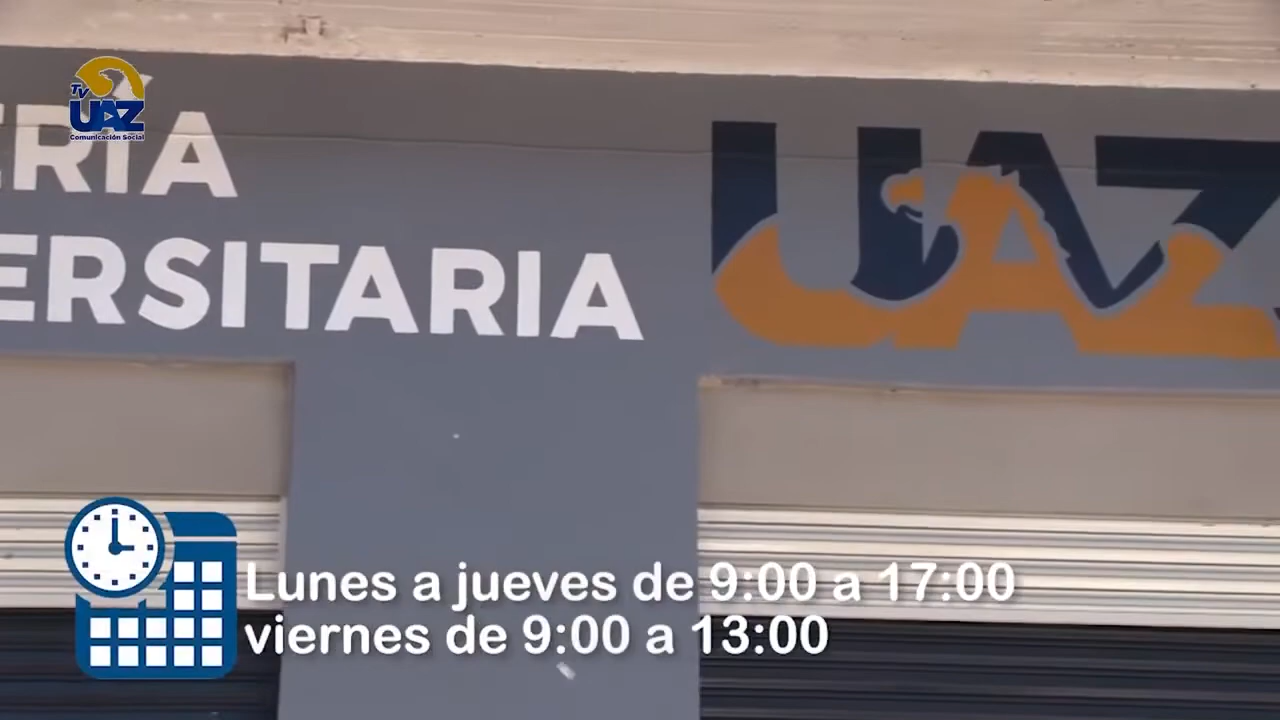 TV
UAZ
Comunicación Social
ERÍA
ERSITARIA
UAZ
Lunes a jueves de 9:00 a 17:00
viernes de 9:00 a 13:00